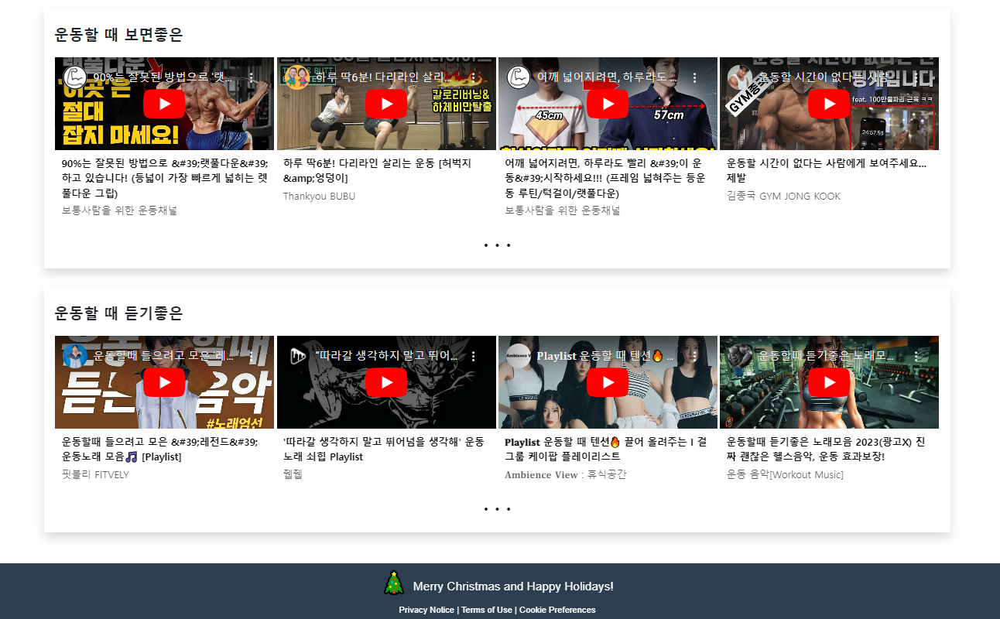 운동할 때 보면좋은
90%는 잘못된 방법으로 '랫...
이곳'은
절대
잡지 마세요!
하루 딱6분! 다리라인 살리...
칼로리버닝&
하체비만탈출
어깨 넓어지려면, 하루라도 ...
45cm
57cm
운동할 시간이 없다는 사람...
GYM종국
핑계입니다
feat. 100만불짜리 근육 ㅋㅋ
24:57.58
90%는 잘못된 방법으로 &#39;랫풀다운&#39;
하고 있습니다! (등넓이 가장 빠르게 넓히는 렛
풀다운 그립)
보통사람을 위한 운동채널
하루 딱6분! 다리라인 살리는 운동 [허벅지
&amp;엉덩이]
Thankyou BUBU
어깨 넓어지려면, 하루라도 빨리 &#39;이 운
동&#39;시작하세요!!! (프레임 넓혀주는 등운
동 루틴/턱걸이/랫풀다운)
보통사람을 위한 운동채널
운동할 시간이 없다는 사람에게 보여주세요...
제발
김종국 GYM JONG KOOK
• • •
운동할 때 듣기좋은
운동할때 들으려고 모은 '레...
듣는 음악
#노래엄선
"따라갈 생각하지 말고 뛰어...
Ambience V
Playlist 운동할 때 텐션🔥 ...
운동할때 듣기좋은 노래모...
운동할때 들으려고 모은 &#39;레전드&#39;
운동노래 모음🎵 [Playlist]
핏블리 FITVELY
'따라갈 생각하지 말고 뛰어넘을 생각해' 운동
노래 쇠힙 Playlist
쮑쮑
Playlist 운동할 때 텐션🔥 끌어 올려주는 I 걸
그룹 케이팝 플레이리스트
Ambience View : 휴식공간
운동할때 듣기좋은 노래모음 2023(광고X) 진
짜 괜찮은 헬스음악, 운동 효과보장!
운동 음악[Workout Music]
• • •
Merry Christmas and Happy Holidays!
Privacy Notice | Terms of Use | Cookie Preferences